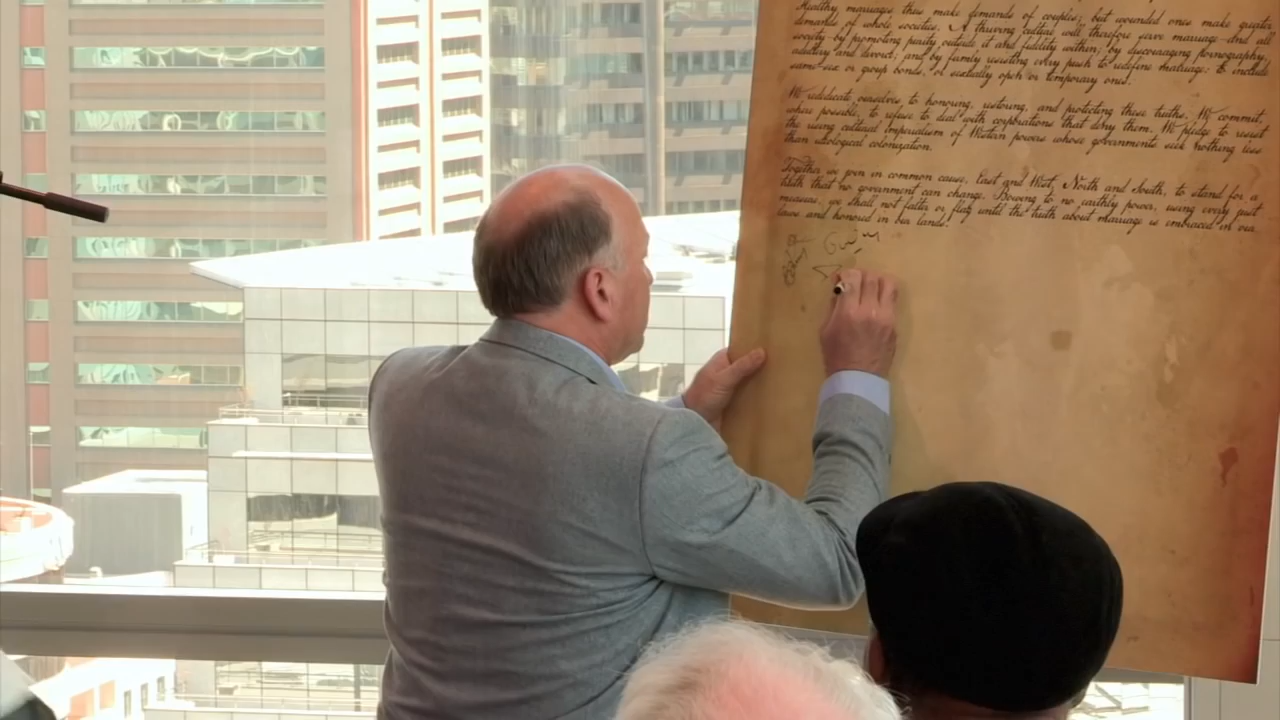 Healthy marriages thus make demands of couples; but wounded ones make greater
demands of whole societies. A thriving culture will therefore serve marriage and all
society by promoting purity outside it and fidelity within; by discouraging pornography,
adultery and divorce; and by firmly resisting every push to redefine marriage: to include
same-sex or group bonds, or sexually open or temporary ones.
We rededicate ourselves to honoring, restoring, and protecting these truths. We commit,
where possible, to refuse to deal with corporations that deny them. We pledge to resist
the rising cultural imperialism of Western powers whose governments seek nothing less
than ideological colonization.
Together we join in common cause, East and West, North and South, to stand for a
truth that no government can change. Bowing to no earthly power, using every just
measure, we shall not falter or flag until the truth about marriage is embraced in our
laws and honored in our lands.